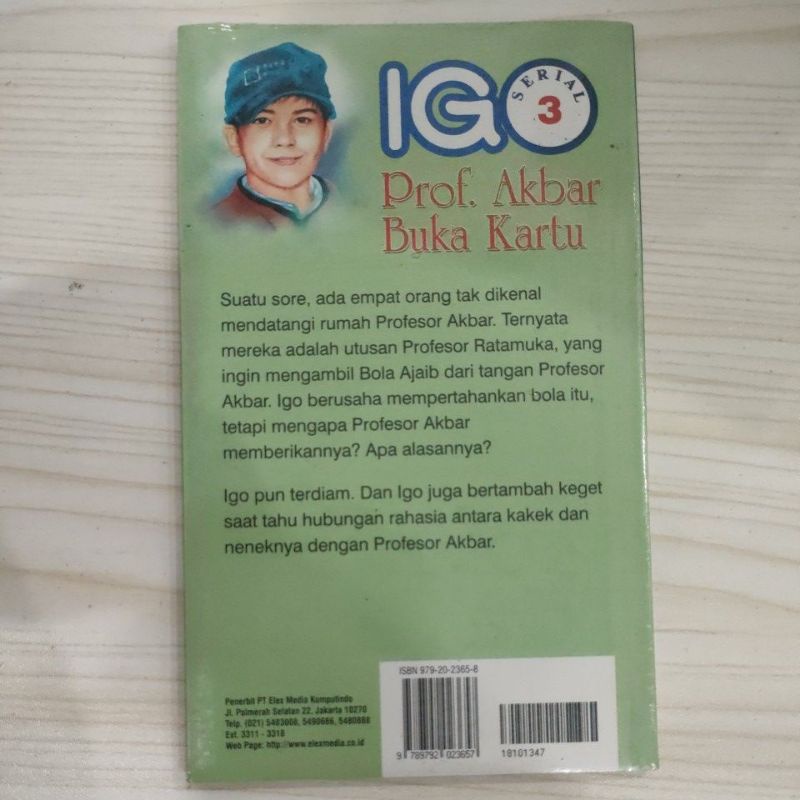 IGO
SERIAL
3
Prof. Akbar
Buka Kartu
Suatu sore, ada empat orang tak dikenal
mendatangi rumah Profesor Akbar. Ternyata
mereka adalah utusan Profesor Ratamuka, yang
ingin mengambil Bola Ajaib dari tangan Profesor
Akbar. Igo berusaha mempertahankan bola itu,
tetapi mengapa Profesor Akbar
memberikannya? Apa alasannya?
Igo pun terdiam. Dan Igo juga bertambah keget
saat tahu hubungan rahasia antara kakek dan
neneknya dengan Profesor Akbar.
Penerbit PT Elex Media Komputindo
Jl. Palmerah Selatan 22, Jakarta 10270
Telp. (021) 5483008, 5490666, 5480888
Ext. 3311 - 3318
Web Page: http://www.elexmedia.co.id
ISBN 979-20-2365-8
9 789792 023657
18101347